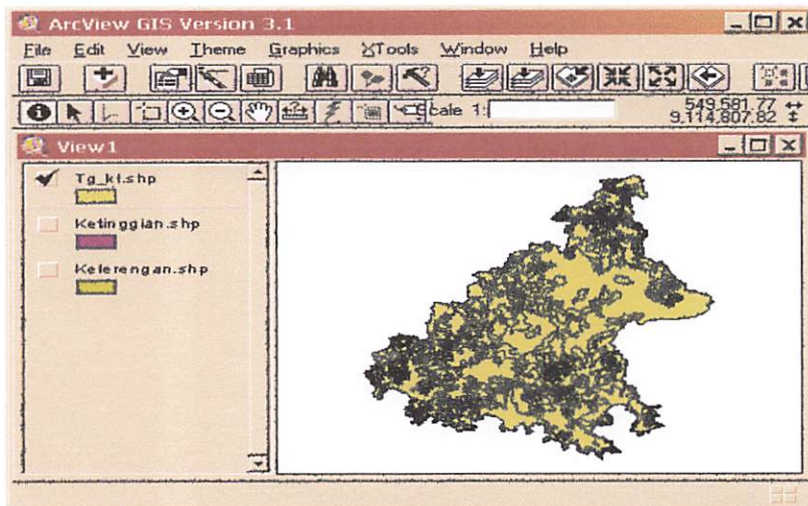 ArcView GIS Version 3.1
File Edit View Theme Graphics XTools Window Help
Scale 1:
549,581.77
9,114,807.82
View1
Tg_kl.shp
Ketinggian.shp
Kelerengan.shp